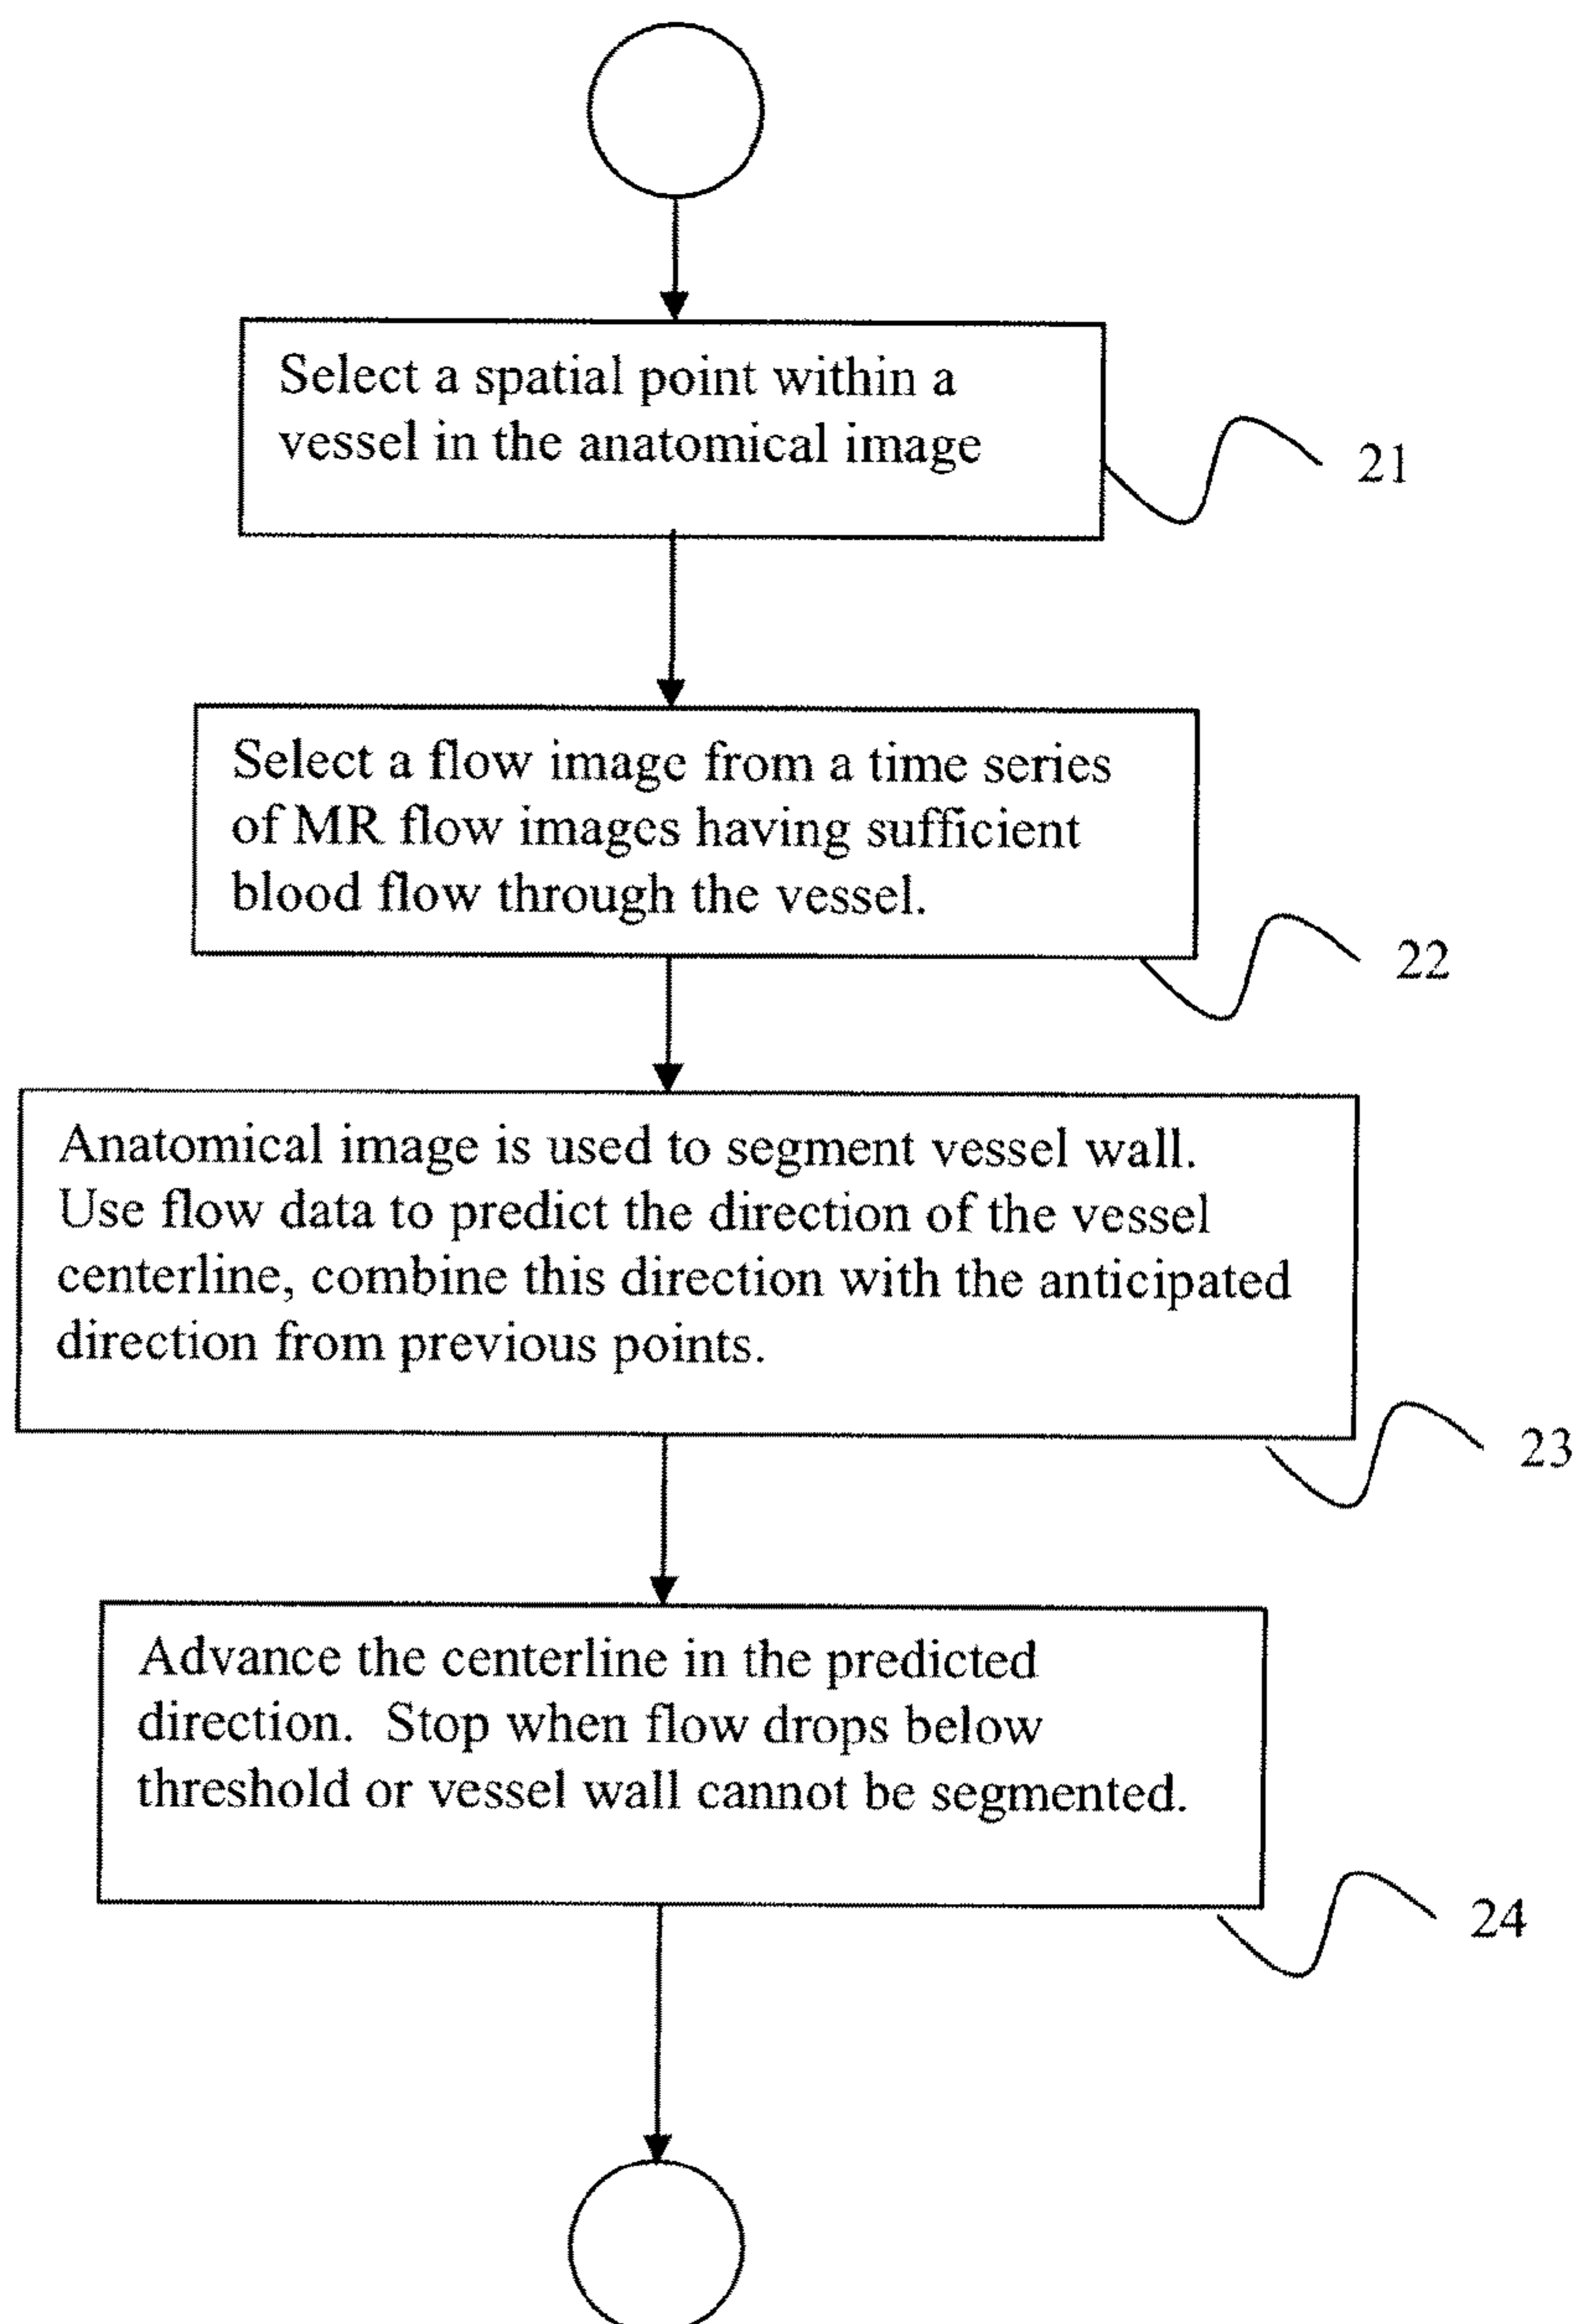 Select a spatial point within a
vessel in the anatomical image
21
Select a flow image from a time series
of MR flow images having sufficient
blood flow through the vessel.
22
Anatomical image is used to segment vessel wall.
Use flow data to predict the direction of the vessel
centerline, combine this direction with the anticipated
direction from previous points.
23
Advance the centerline in the predicted
direction.  Stop when flow drops below
threshold or vessel wall cannot be segmented.
24